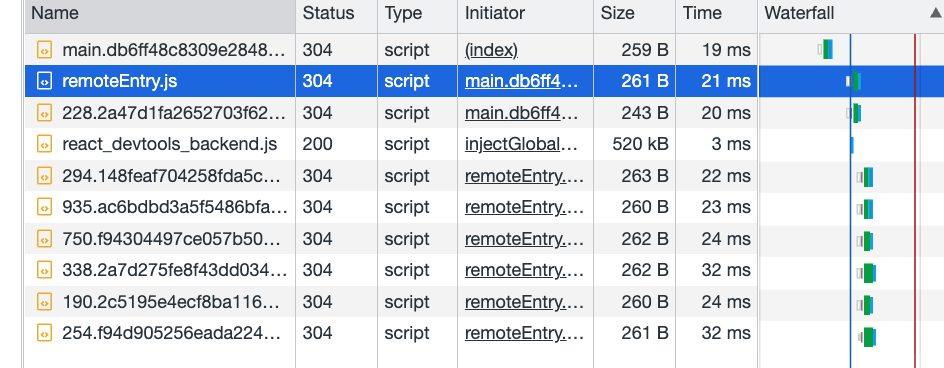 Name Status Type Initiator Size Time Waterfall
main.db6ff48c8309e2848... 304 script (index) 259 B 19 ms
remoteEntry.js 304 script main.db6ff4... 261 B 21 ms
228.2a47d1fa2652703f62... 304 script main.db6ff4... 243 B 20 ms
react_devtools_backend.js 200 script injectGlobal... 520 kB 3 ms
294.148feaf704258fda5c... 304 script remoteEntry.... 263 B 22 ms
935.ac6bdbd3a5f5486bfa... 304 script remoteEntry.... 260 B 23 ms
750.f94304497ce057b50... 304 script remoteEntry.... 262 B 24 ms
338.2a7d275fe8f43dd034... 304 script remoteEntry.... 262 B 32 ms
190.2c5195e4ecf8ba116... 304 script remoteEntry.... 260 B 24 ms
254.f94d905256eada224... 304 script remoteEntry.... 261 B 32 ms